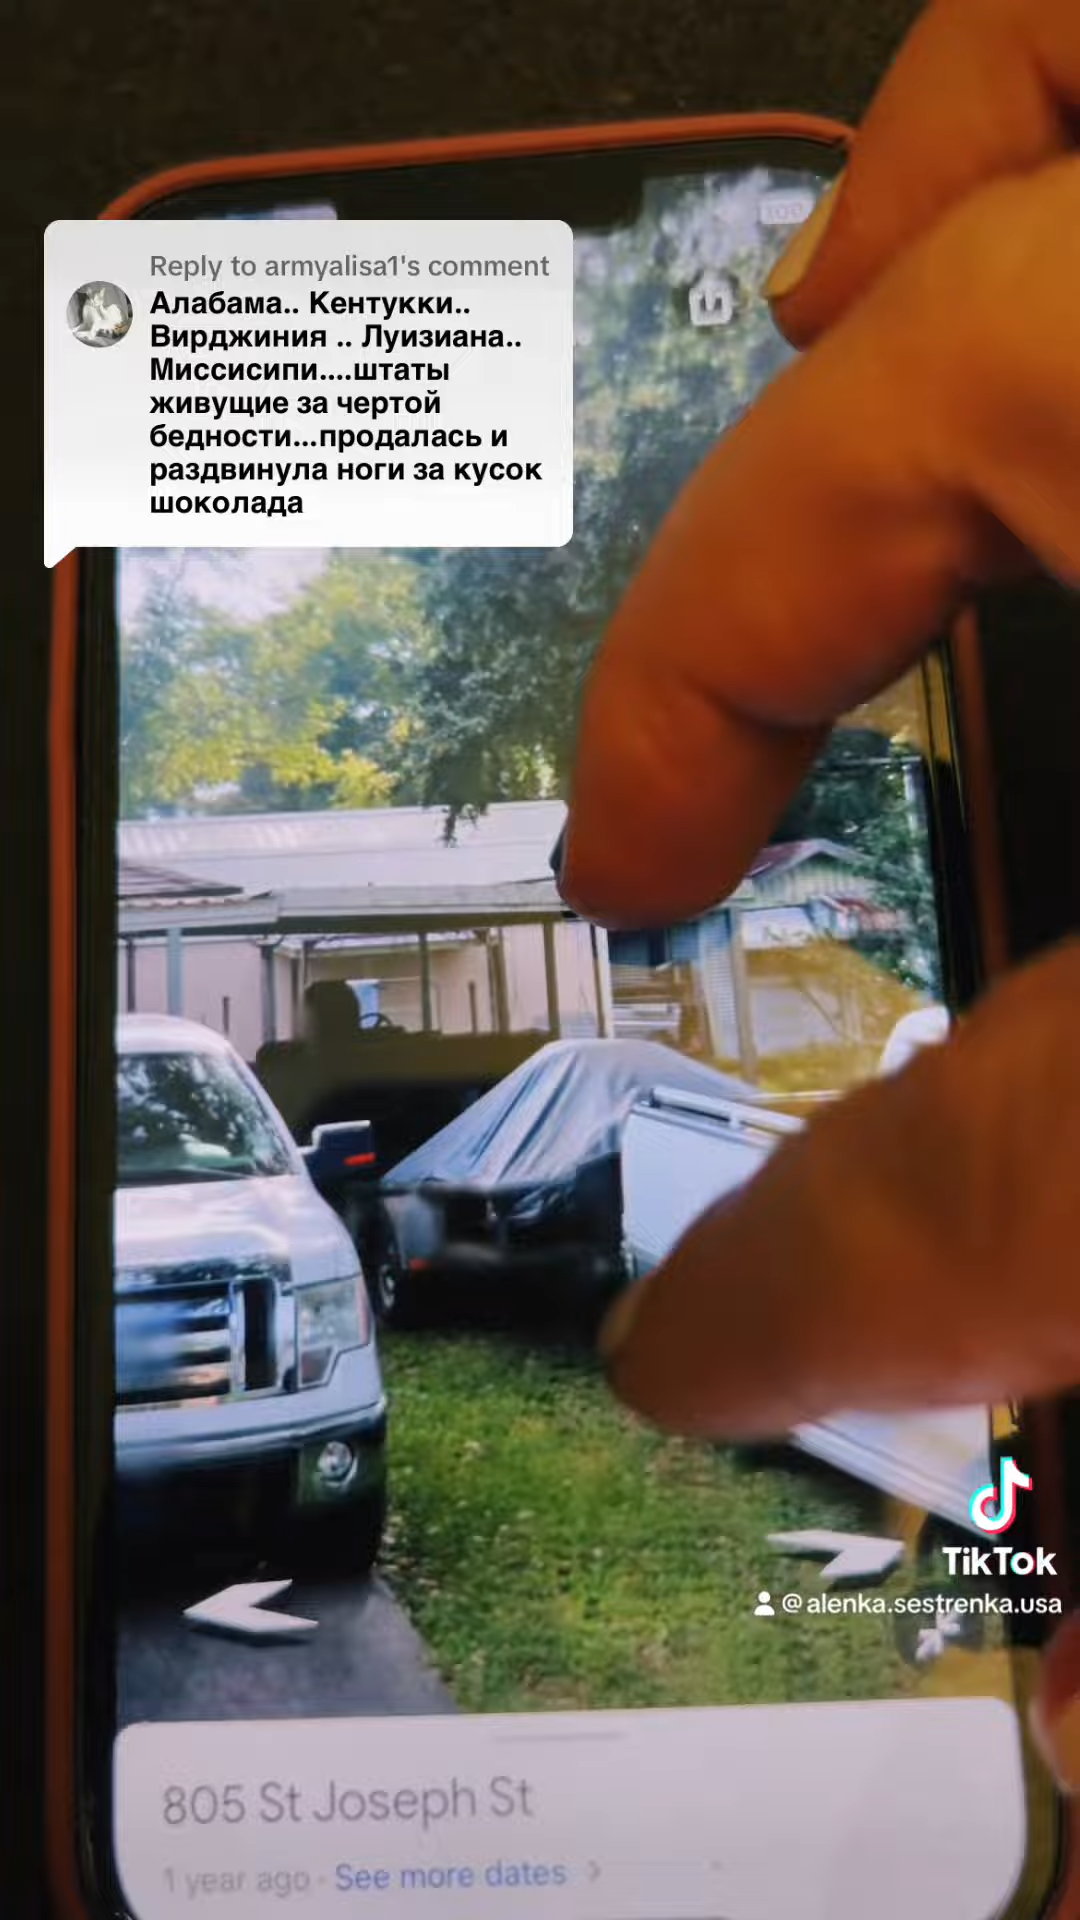 100
Reply to armyalisa1's comment
Алабама.. Кентукки..
Вирджиния .. Луизиана..
Миссисипи....штаты
живущие за чертой
бедности...продалась и
раздвинула ноги за кусок
шоколада
TikTok
@alenka.sestrenka.usa
805 St Joseph St
1 year ago · See more dates